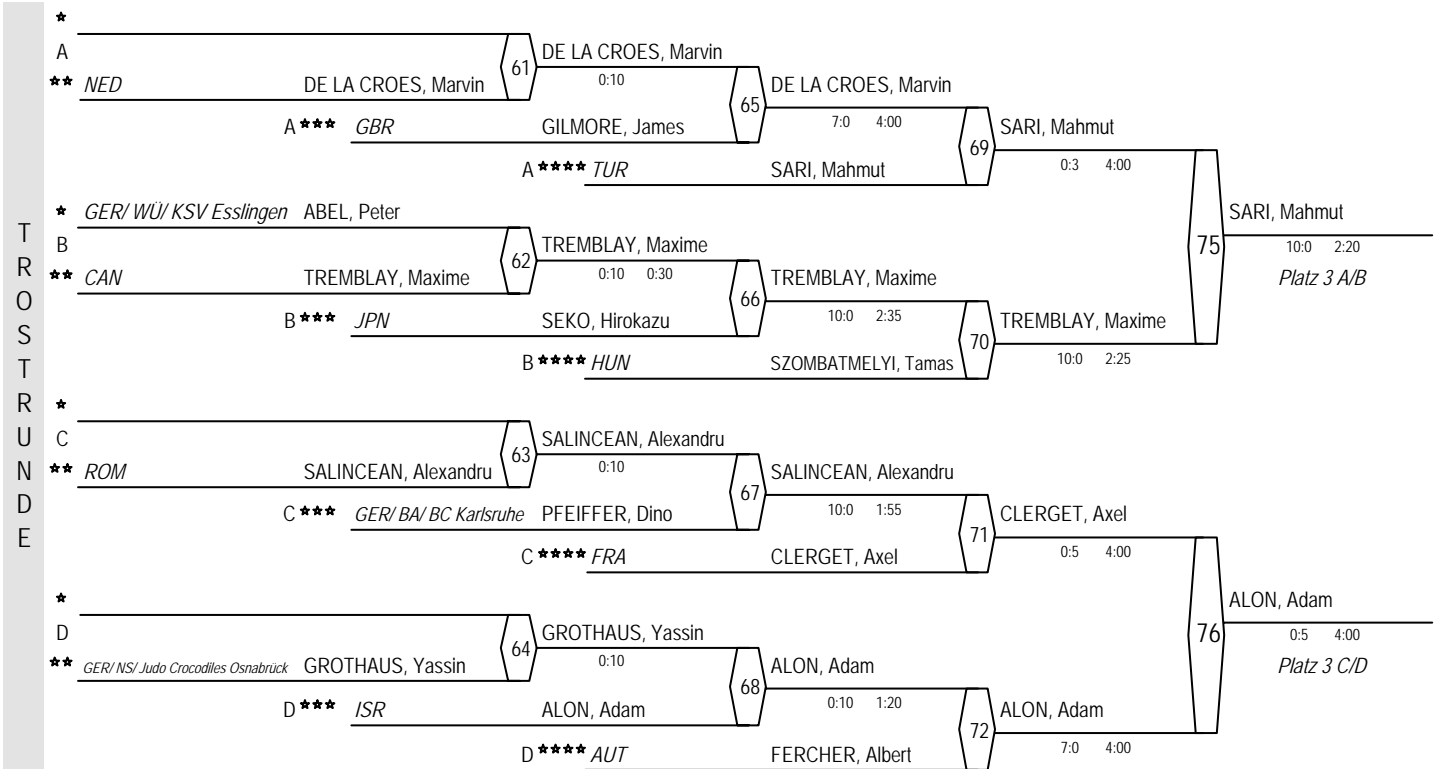 TROSTRUNDE
*
A
** NED DE LA CROES, Marvin
61
DE LA CROES, Marvin
0:10
A *** GBR GILMORE, James
65
DE LA CROES, Marvin
7:0 4:00
A **** TUR SARI, Mahmut
69
SARI, Mahmut
0:3 4:00
* GER/ WÜ/ KSV Esslingen ABEL, Peter
B
** CAN TREMBLAY, Maxime
62
TREMBLAY, Maxime
0:10 0:30
B *** JPN SEKO, Hirokazu
66
TREMBLAY, Maxime
10:0 2:35
B **** HUN SZOMBATMELYI, Tamas
70
TREMBLAY, Maxime
10:0 2:25
75
SARI, Mahmut
10:0 2:20
Platz 3 A/B
*
C
** ROM SALINCEAN, Alexandru
63
SALINCEAN, Alexandru
0:10
C *** GER/ BA/ BC Karlsruhe PFEIFFER, Dino
67
SALINCEAN, Alexandru
10:0 1:55
C **** FRA CLERGET, Axel
71
CLERGET, Axel
0:5 4:00
*
D
** GER/ NS/ Judo Crocodiles Osnabrück GROTHAUS, Yassin
64
GROTHAUS, Yassin
0:10
D *** ISR ALON, Adam
68
ALON, Adam
0:10 1:20
D **** AUT FERCHER, Albert
72
ALON, Adam
7:0 4:00
76
ALON, Adam
0:5 4:00
Platz 3 C/D